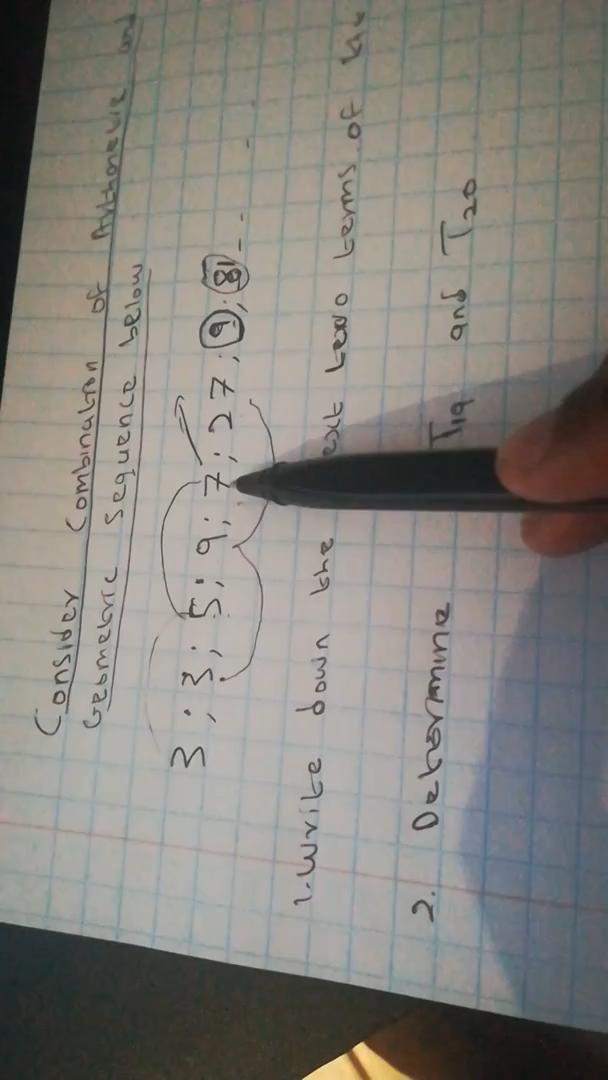 Consider Combination of Arithmetic and
Geometric Sequence below
3 ; 3 ; 5 ; 9 ; 7 ; 27 ; 9 ; 81 - - - -
1. Write down the ext two terms of the
2. Determine T19 and T20